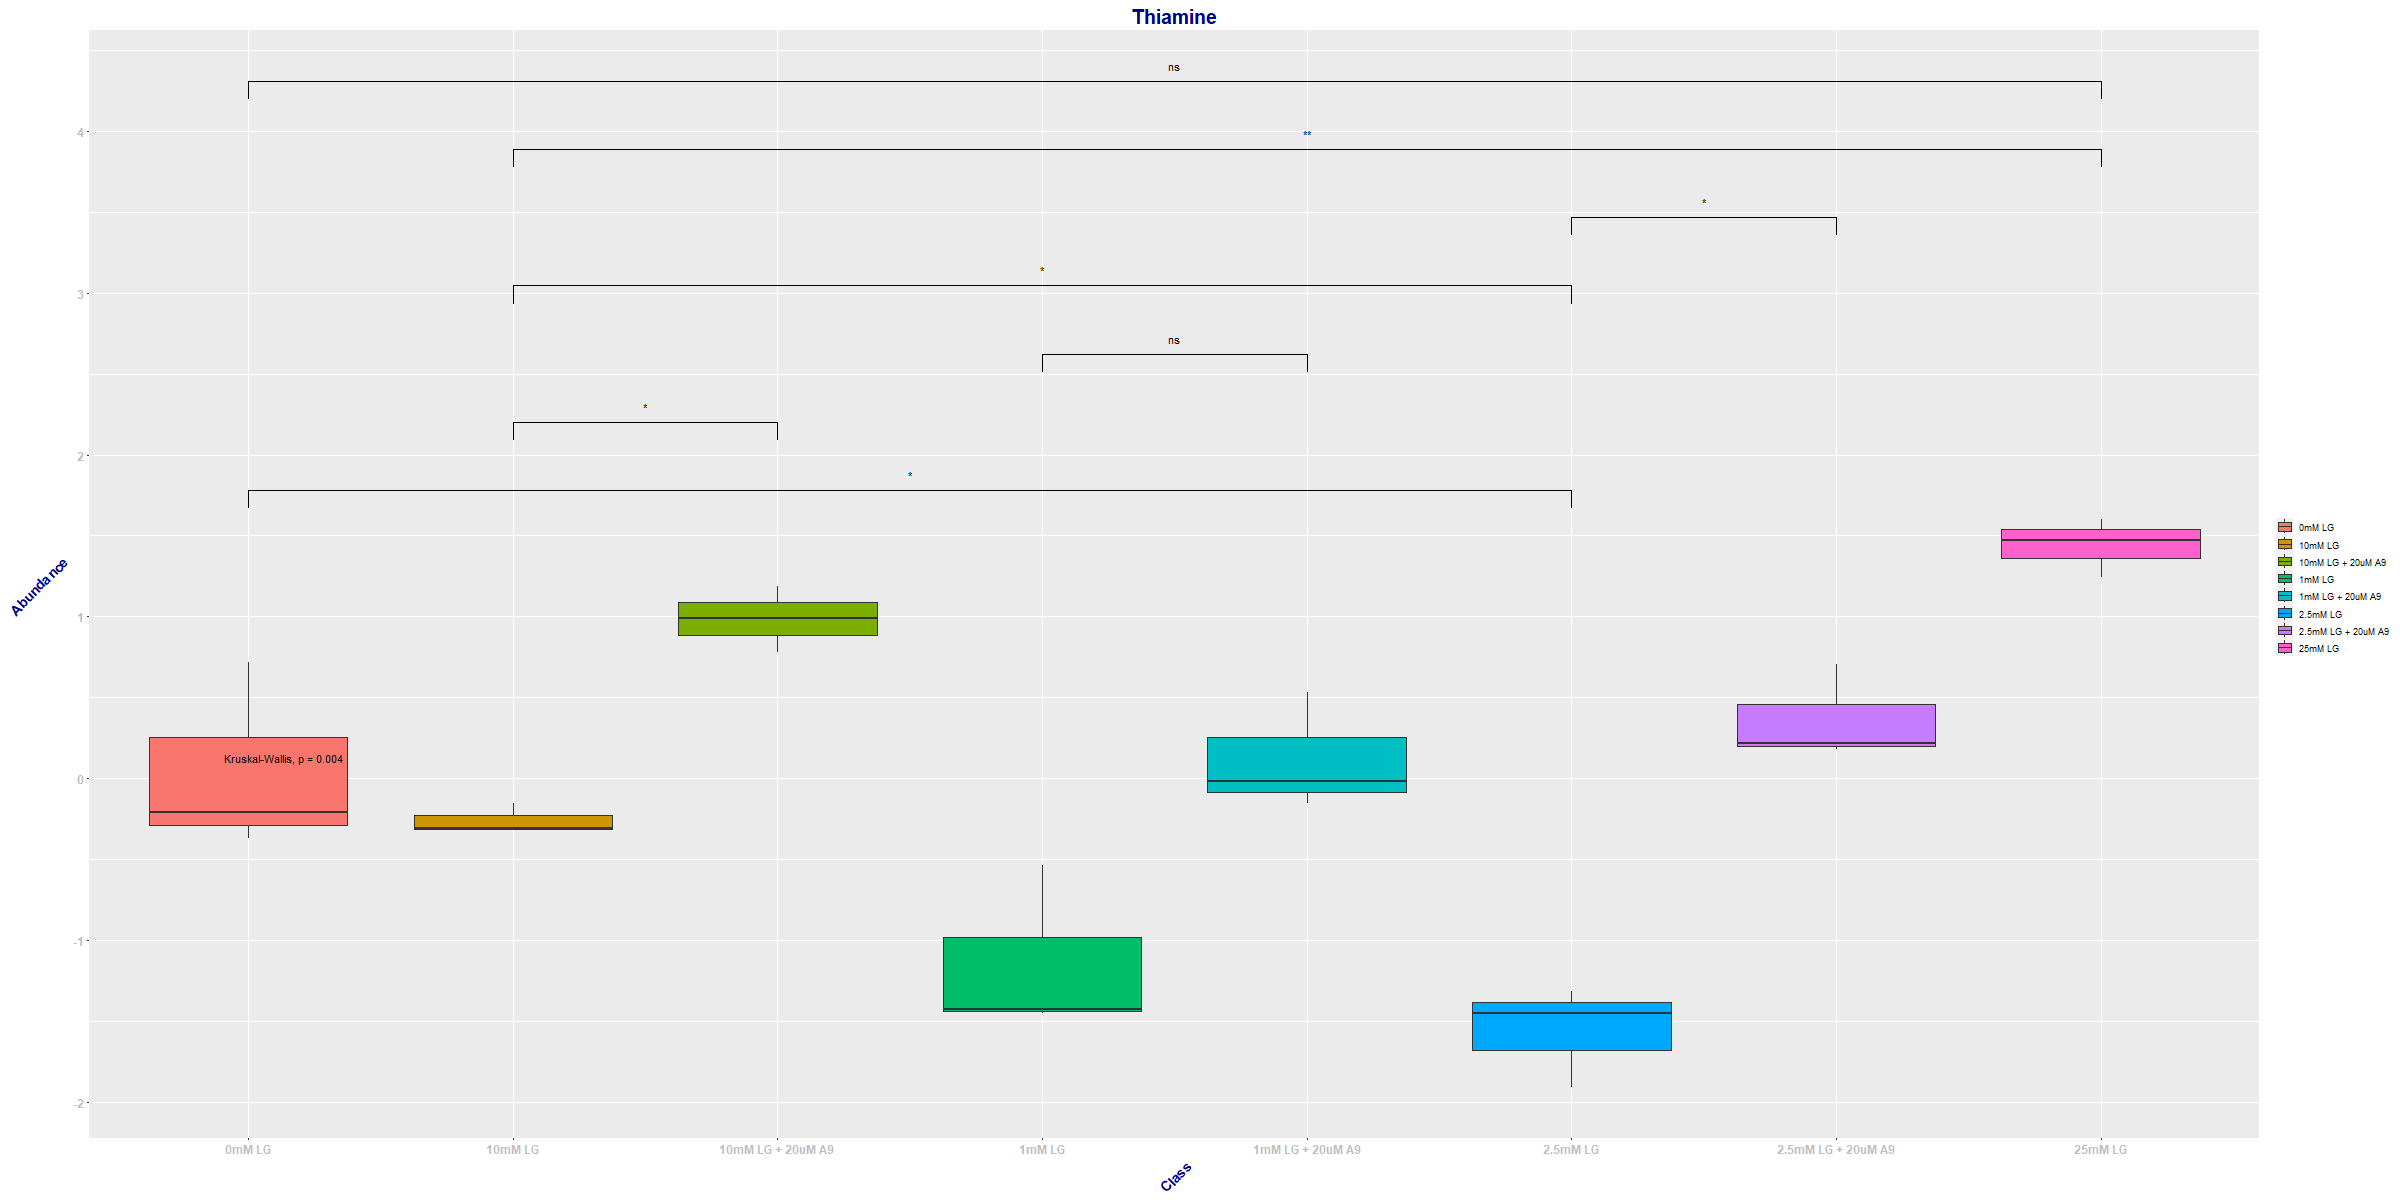 Thiamine
ns
**
*
*
ns
*
*
4
3
2
1
0
-1
-2
Abundance
Kruskal-Wallis, p = 0.004
0mM LG
10mM LG
10mM LG + 20uM A9
1mM LG
1mM LG + 20uM A9
2.5mM LG
2.5mM LG + 20uM A9
25mM LG
Class
0mM LG
10mM LG
10mM LG + 20uM A9
1mM LG
1mM LG + 20uM A9
2.5mM LG
2.5mM LG + 20uM A9
25mM LG